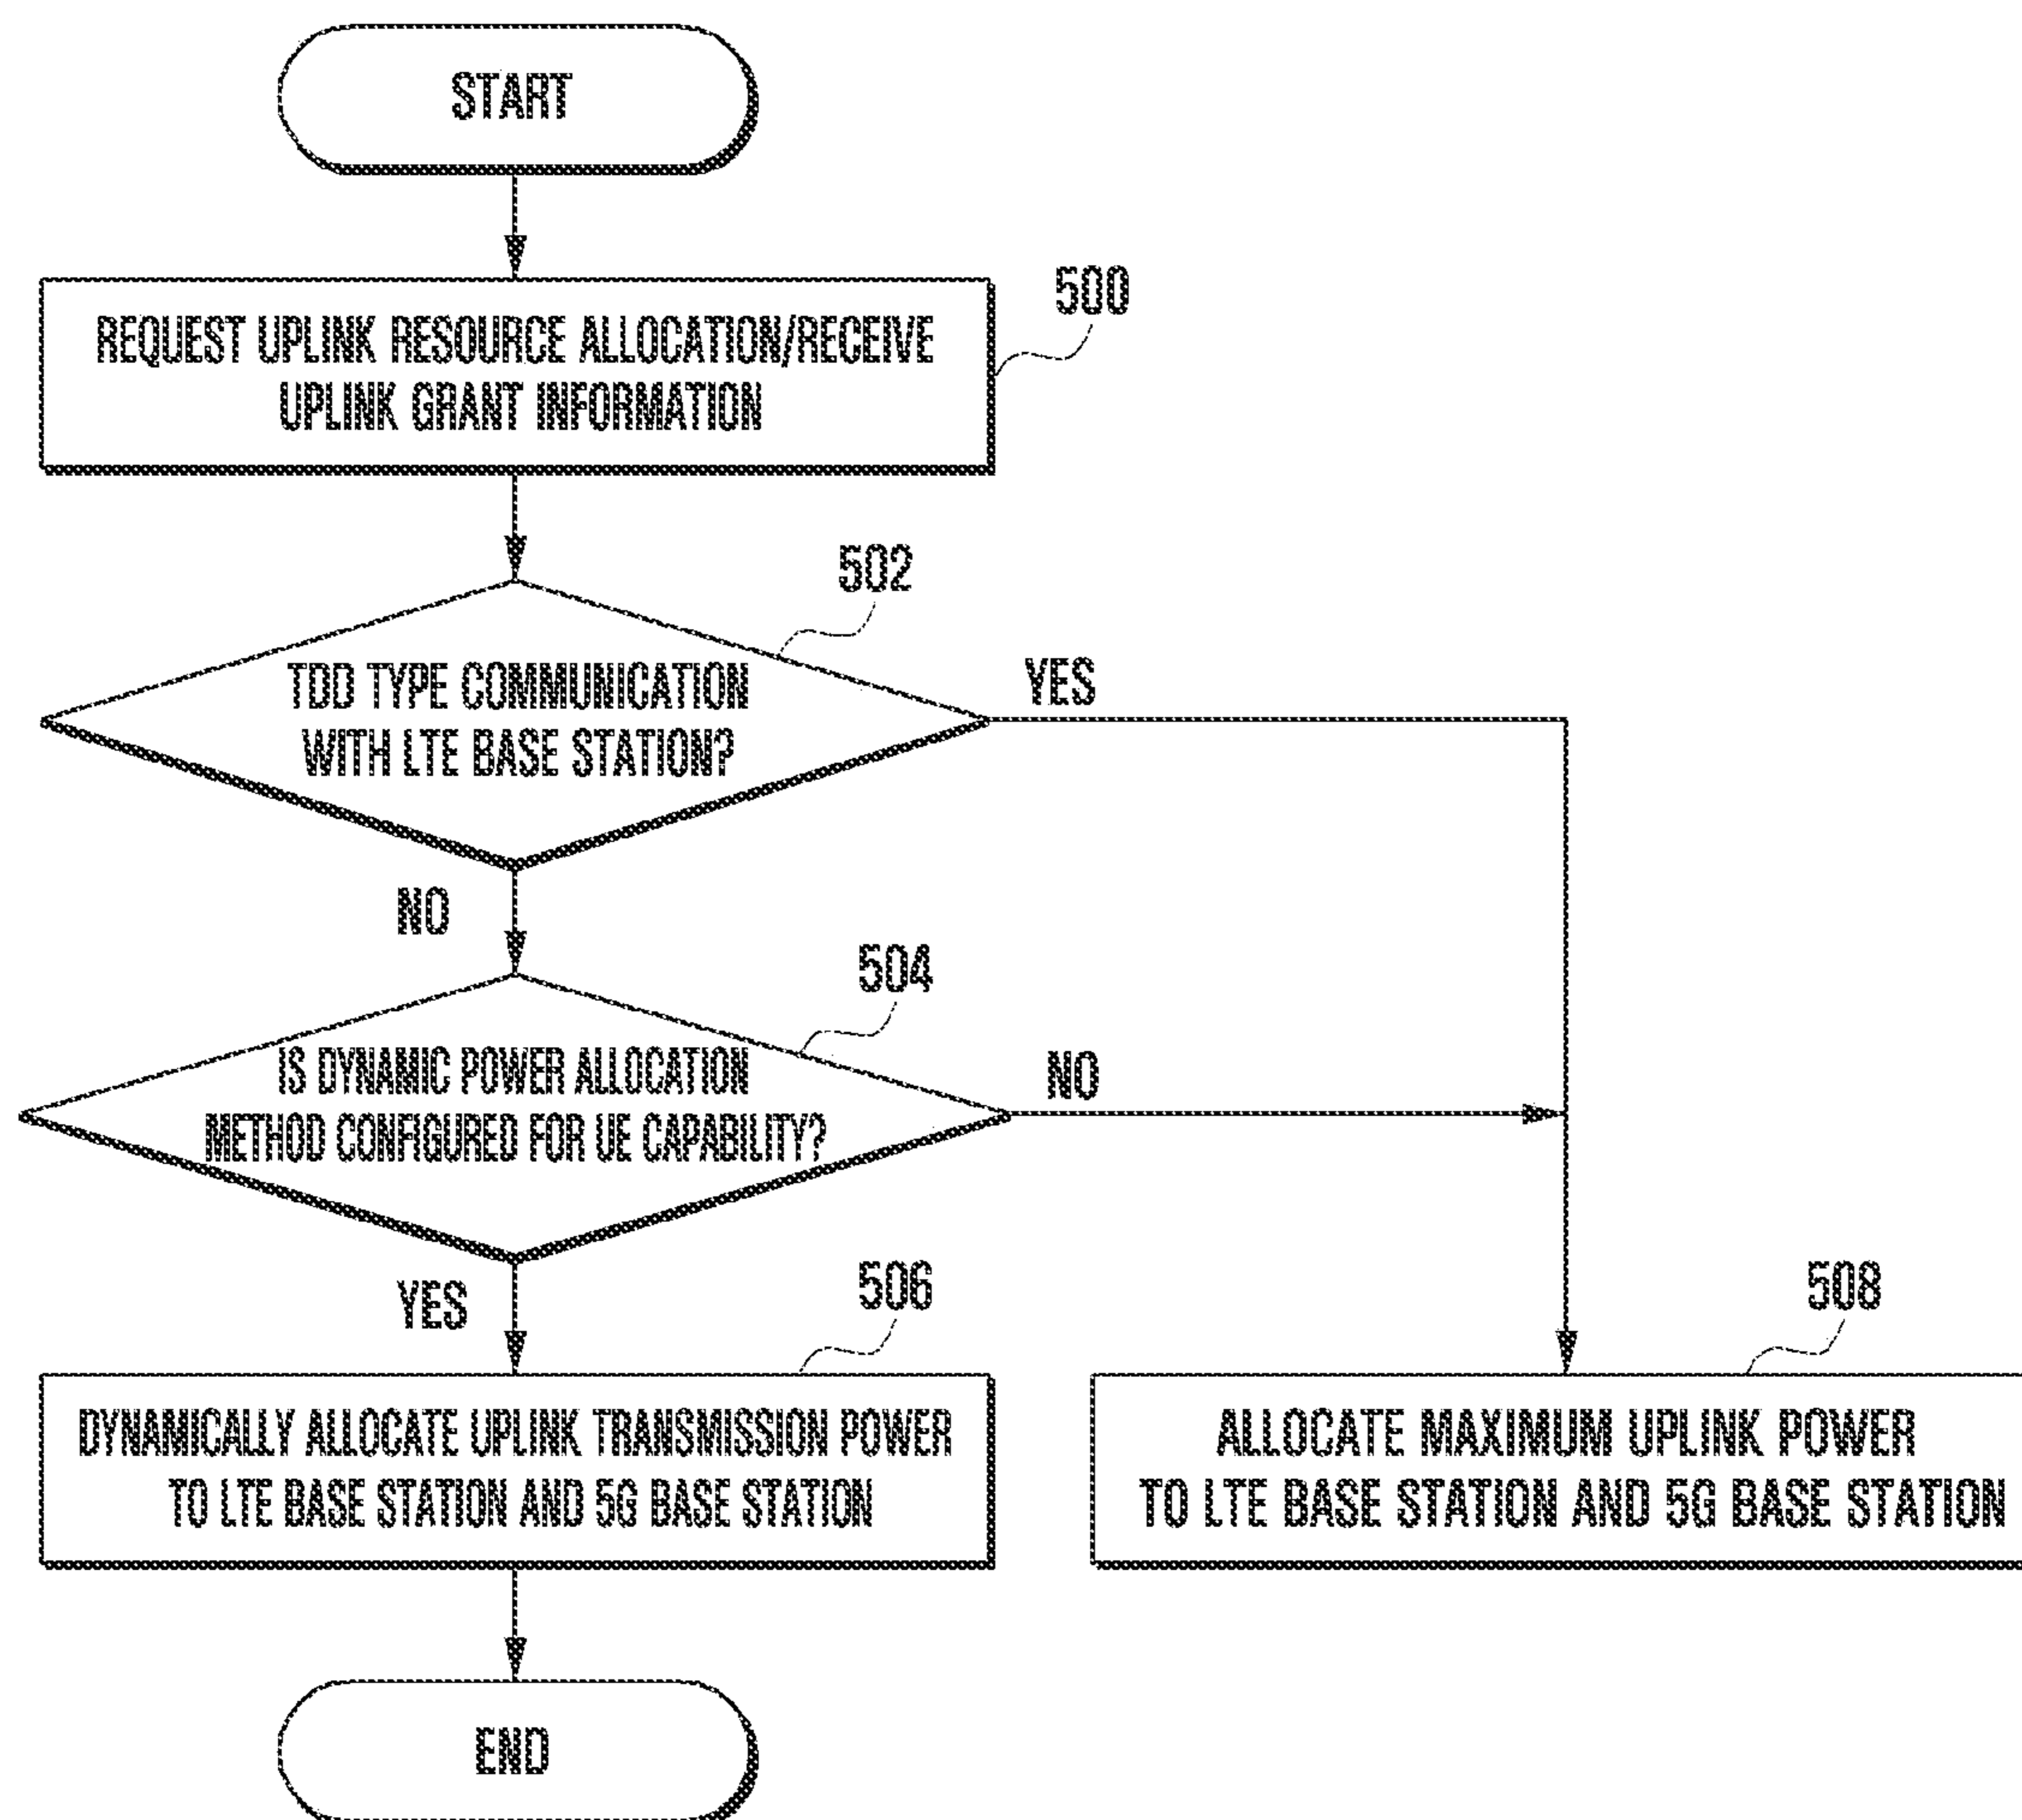 START
500
REQUEST UPLINK RESOURCE ALLOCATION/RECEIVE
UPLINK GRANT INFORMATION
502
TDD TYPE COMMUNICATION
WITH LTE BASE STATION?
YES
NO
504
IS DYNAMIC POWER ALLOCATION
METHOD CONFIGURED FOR UE CAPABILITY?
NO
YES
506
508
DYNAMICALLY ALLOCATE UPLINK TRANSMISSION POWER
TO LTE BASE STATION AND 5G BASE STATION
ALLOCATE MAXIMUM UPLINK POWER
TO LTE BASE STATION AND 5G BASE STATION
END